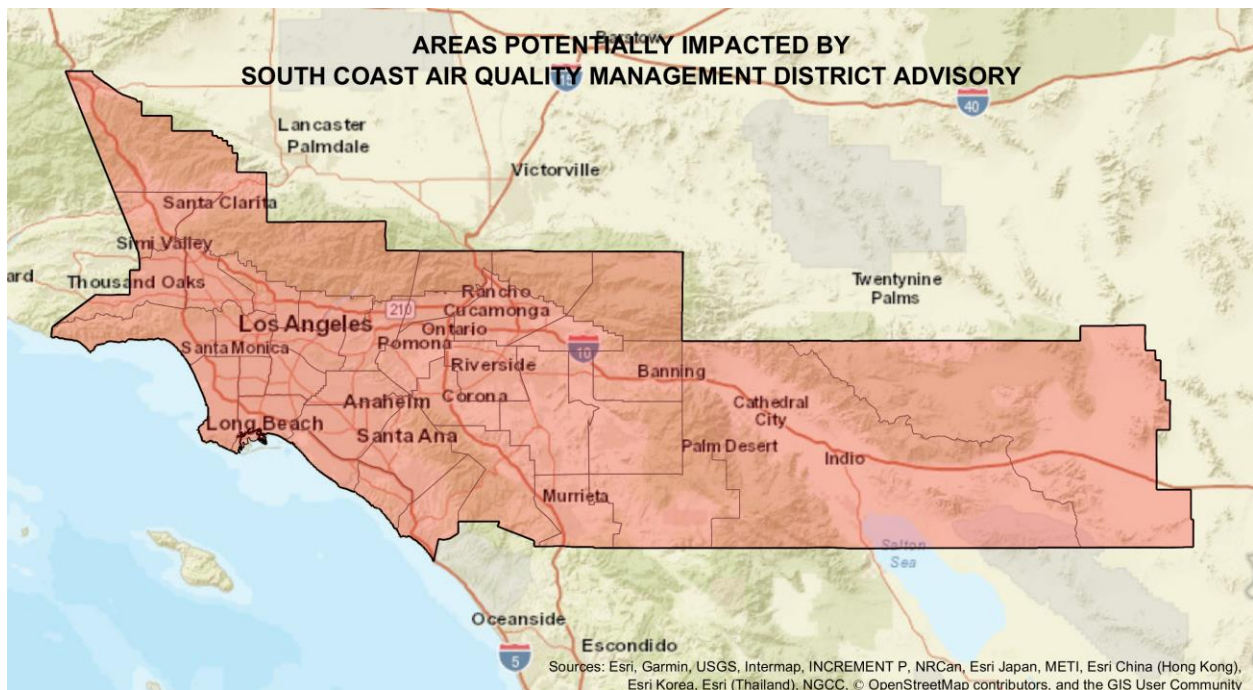 AREAS POTENTIALLY IMPACTED BY
Barstow
SOUTH COAST AIR QUALITY MANAGEMENT DISTRICT ADVISORY
15
40
Lancaster
Palmdale
Victorville
Santa Clarita
Simi Valley
ard
Thousand Oaks
Twentynine
Palms
Rancho
Cucamonga
210
Los Angeles
Ontario
Pomona
Santa Monica
10
Riverside
Banning
Corona
Anaheim
Cathedral
City
Long Beach
Santa Ana
Palm Desert
Indio
Murrieta
Salton
Sea
Oceanside
Escondido
5
Sources: Esri, Garmin, USGS, Intermap, INCREMENT P, NRCan, Esri Japan, METI, Esri China (Hong Kong),
Esri Korea, Esri (Thailand), NGCC, © OpenStreetMap contributors, and the GIS User Community